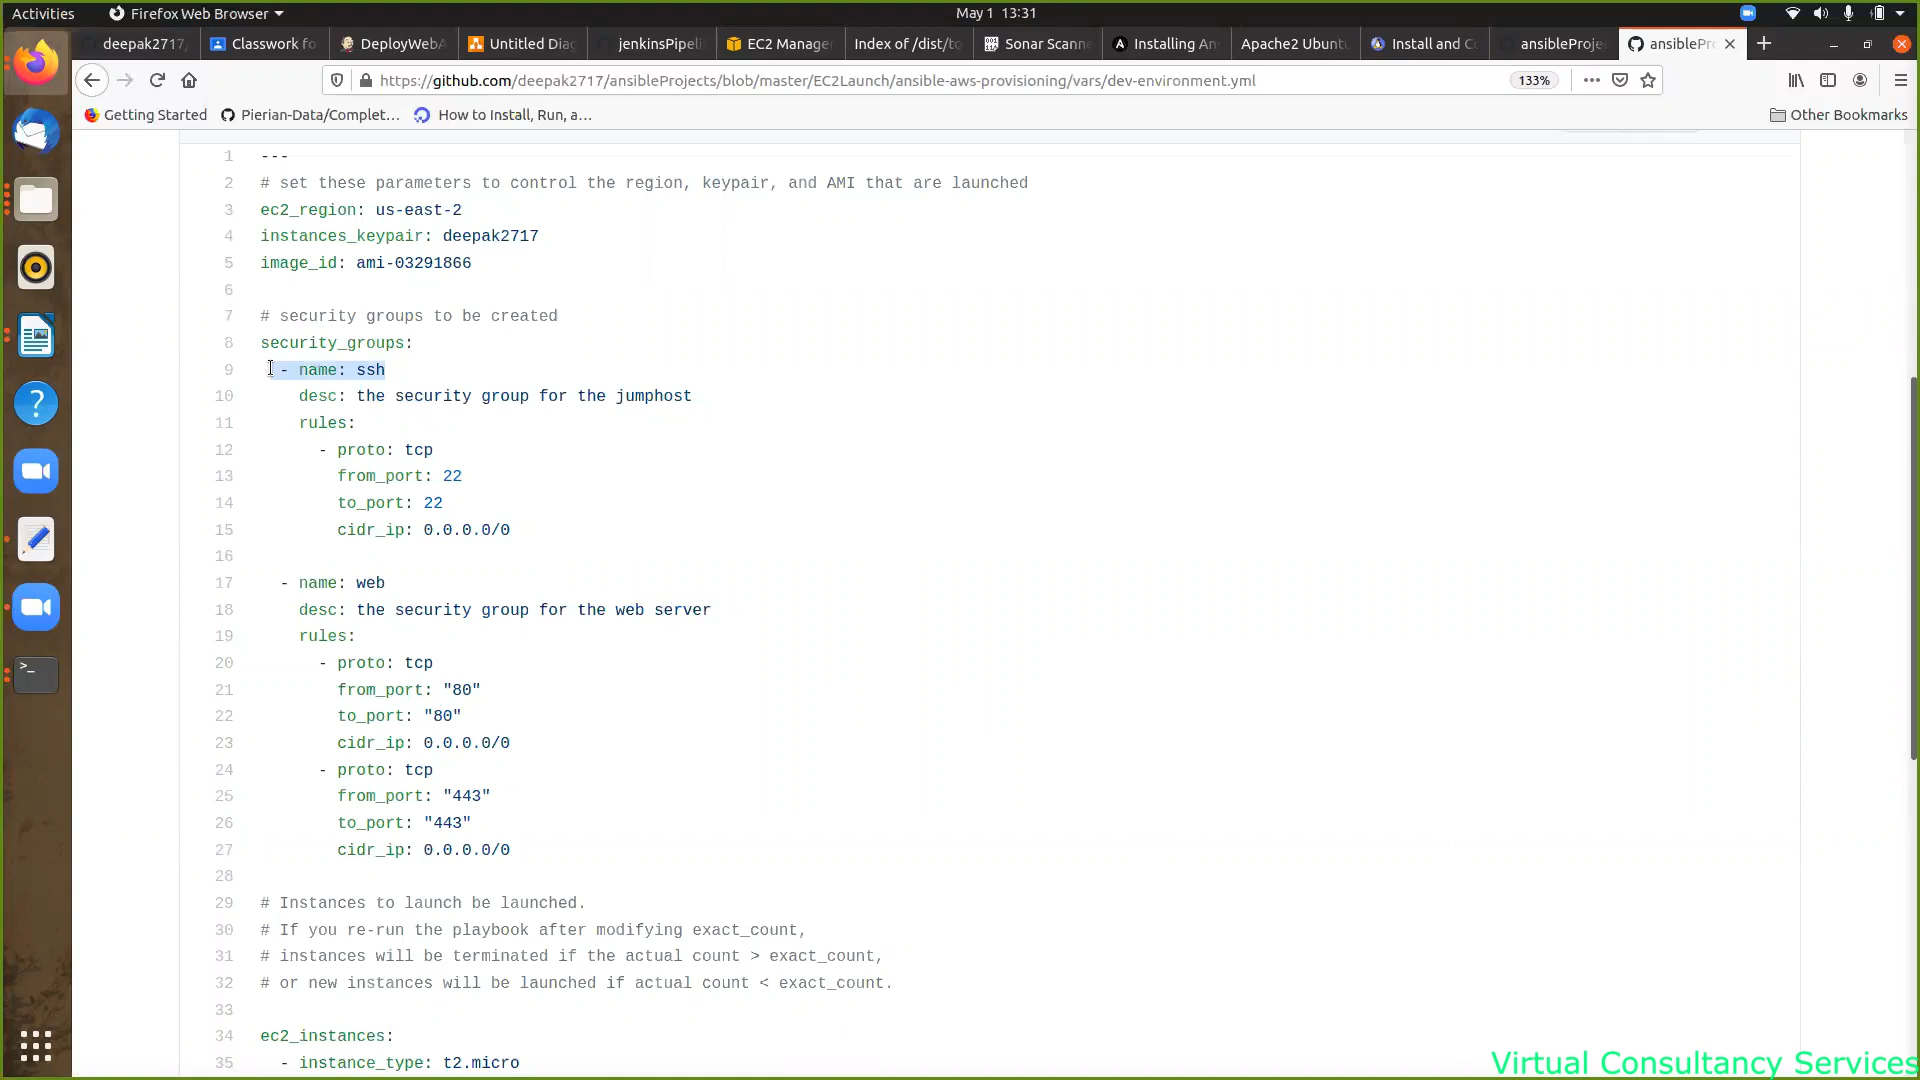 Activities
Firefox Web Browser
May 1 13:31
deepak2717/
Classwork fo
DeployWebA
Untitled Dia
jenkinsPipeli
EC2 Manager
Index of /dist/to
Sonar Scanne
Installing An
Apache2 Ubuntu
Install and Co
ansibleProje
ansiblePro
https://github.com/deepak2717/ansibleProjects/blob/master/EC2Launch/ansible-aws-provisioning/vars/dev-environment.yml
133%
Getting Started
Pierian-Data/Complet...
How to Install, Run, a...
Other Bookmarks
1 ---
2 # set these parameters to control the region, keypair, and AMI that are launched
3 ec2_region: us-east-2
4 instances_keypair: deepak2717
5 image_id: ami-03291866
6
7 # security groups to be created
8 security_groups:
9 - name: ssh
10 desc: the security group for the jumphost
11 rules:
12 - proto: tcp
13 from_port: 22
14 to_port: 22
15 cidr_ip: 0.0.0.0/0
16
17 - name: web
18 desc: the security group for the web server
19 rules:
20 - proto: tcp
21 from_port: "80"
22 to_port: "80"
23 cidr_ip: 0.0.0.0/0
24 - proto: tcp
25 from_port: "443"
26 to_port: "443"
27 cidr_ip: 0.0.0.0/0
28
29 # Instances to launch be launched.
30 # If you re-run the playbook after modifying exact_count,
31 # instances will be terminated if the actual count > exact_count,
32 # or new instances will be launched if actual count < exact_count.
33
34 ec2_instances:
35 - instance_type: t2.micro
Virtual Consultancy Services